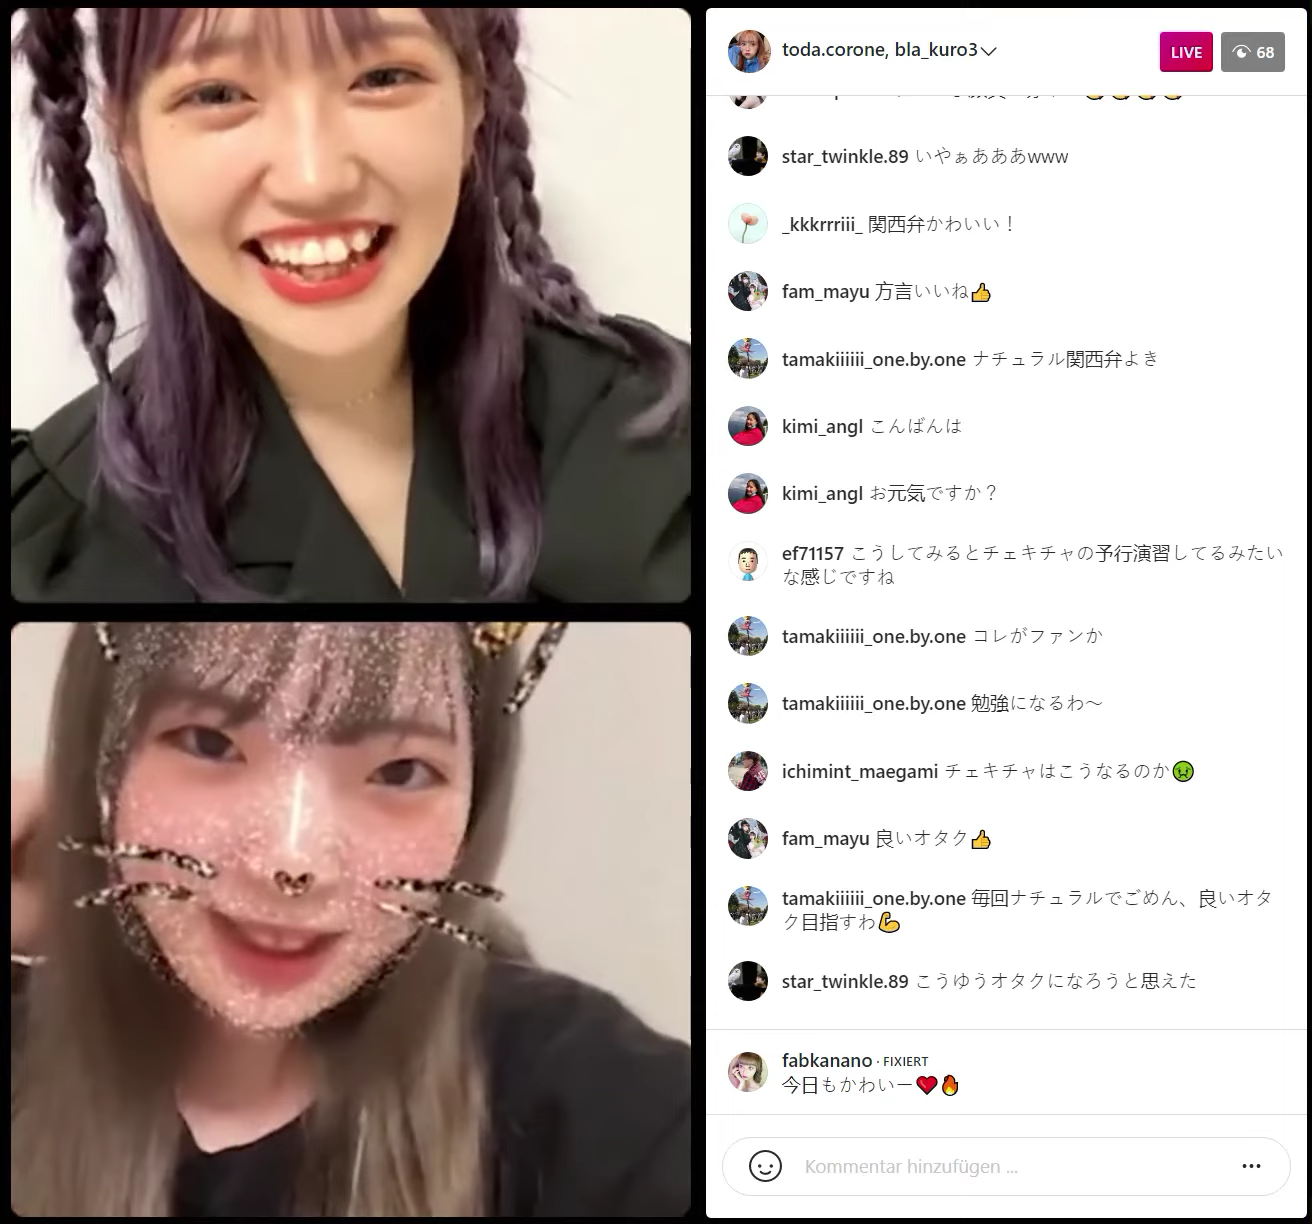 toda.corone, bla_kuro3
LIVE
68
star_twinkle.89 いやぁあああwww
_kkkrrriii_ 関西弁かわいい！
fam_mayu 方言いいね👍
tamakiiiiii_one.by.one ナチュラル関西弁よき
kimi_angl こんばんは
kimi_angl お元気ですか？
ef71157 こうしてみるとチェキチャの予行演習してるみたい
な感じですね
tamakiiiiii_one.by.one コレがファンか
tamakiiiiii_one.by.one 勉強になるわ〜
ichimint_maegami チェキチャはこうなるのか🤢
fam_mayu 良いオタク👍
tamakiiiiii_one.by.one 毎回ナチュラルでごめん、良いオタ
ク目指すわ💪
star_twinkle.89 こうゆうオタクになろうと思えた
fabkanano · FIXIERT
今日もかわいー❤️🔥
Kommentar hinzufügen ...